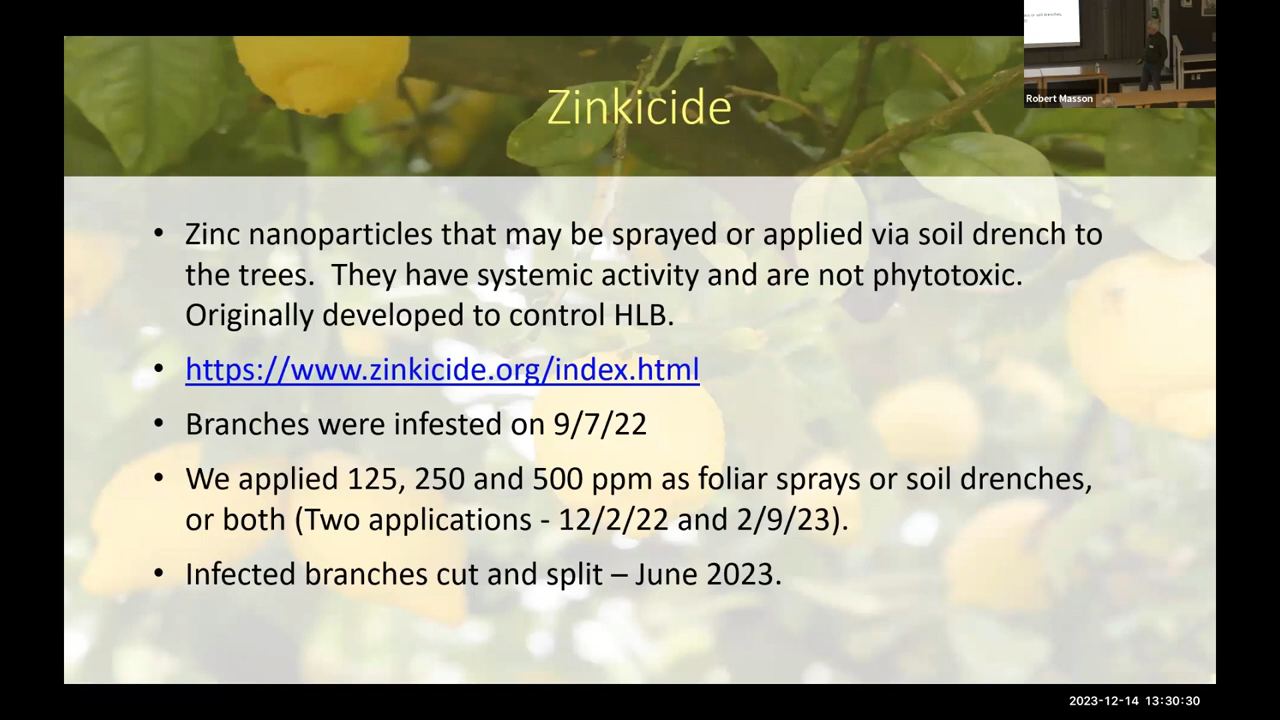 Zinkicide
Robert Masson
• Zinc nanoparticles that may be sprayed or applied via soil drench to
the trees.  They have systemic activity and are not phytotoxic.
Originally developed to control HLB.
• https://www.zinkicide.org/index.html
• Branches were infested on 9/7/22
• We applied 125, 250 and 500 ppm as foliar sprays or soil drenches,
or both (Two applications - 12/2/22 and 2/9/23).
• Infected branches cut and split – June 2023.
2023-12-14 13:30:30